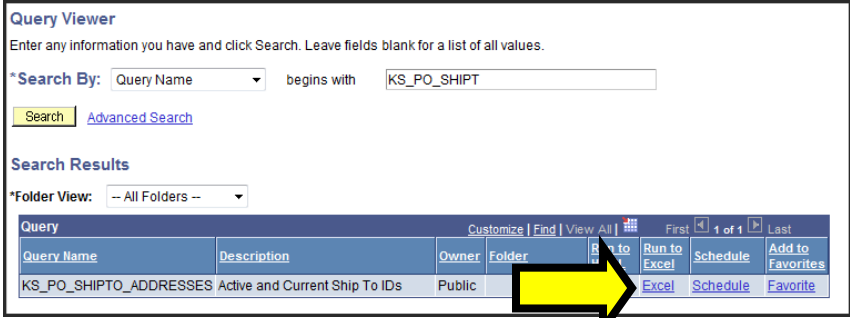 Query Viewer
Enter any information you have and click Search. Leave fields blank for a list of all values.
*Search By: Query Name begins with KS_PO_SHIPT
Search Advanced Search
Search Results
*Folder View: -- All Folders --
Query Customize | Find | View All | First 1 of 1 Last
Query Name Description Owner Folder Run to Excel Schedule Add to Favorites
KS_PO_SHIPTO_ADDRESSES Active and Current Ship To IDs Public Excel Schedule Favorite